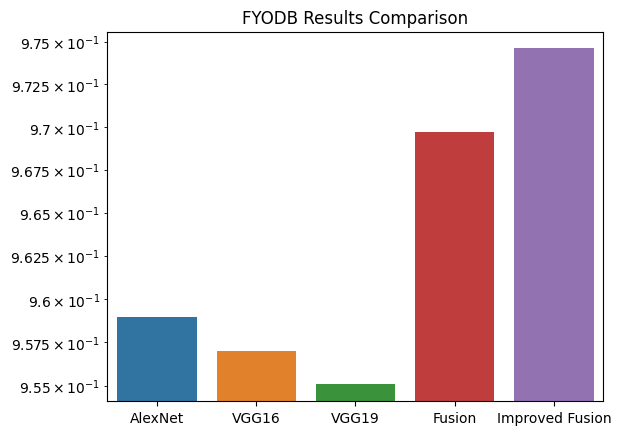 FYODB Results Comparison
9.75 × 10⁻¹
9.725 × 10⁻¹
9.7 × 10⁻¹
9.675 × 10⁻¹
9.65 × 10⁻¹
9.625 × 10⁻¹
9.6 × 10⁻¹
9.575 × 10⁻¹
9.55 × 10⁻¹
AlexNet VGG16 VGG19 Fusion Improved Fusion